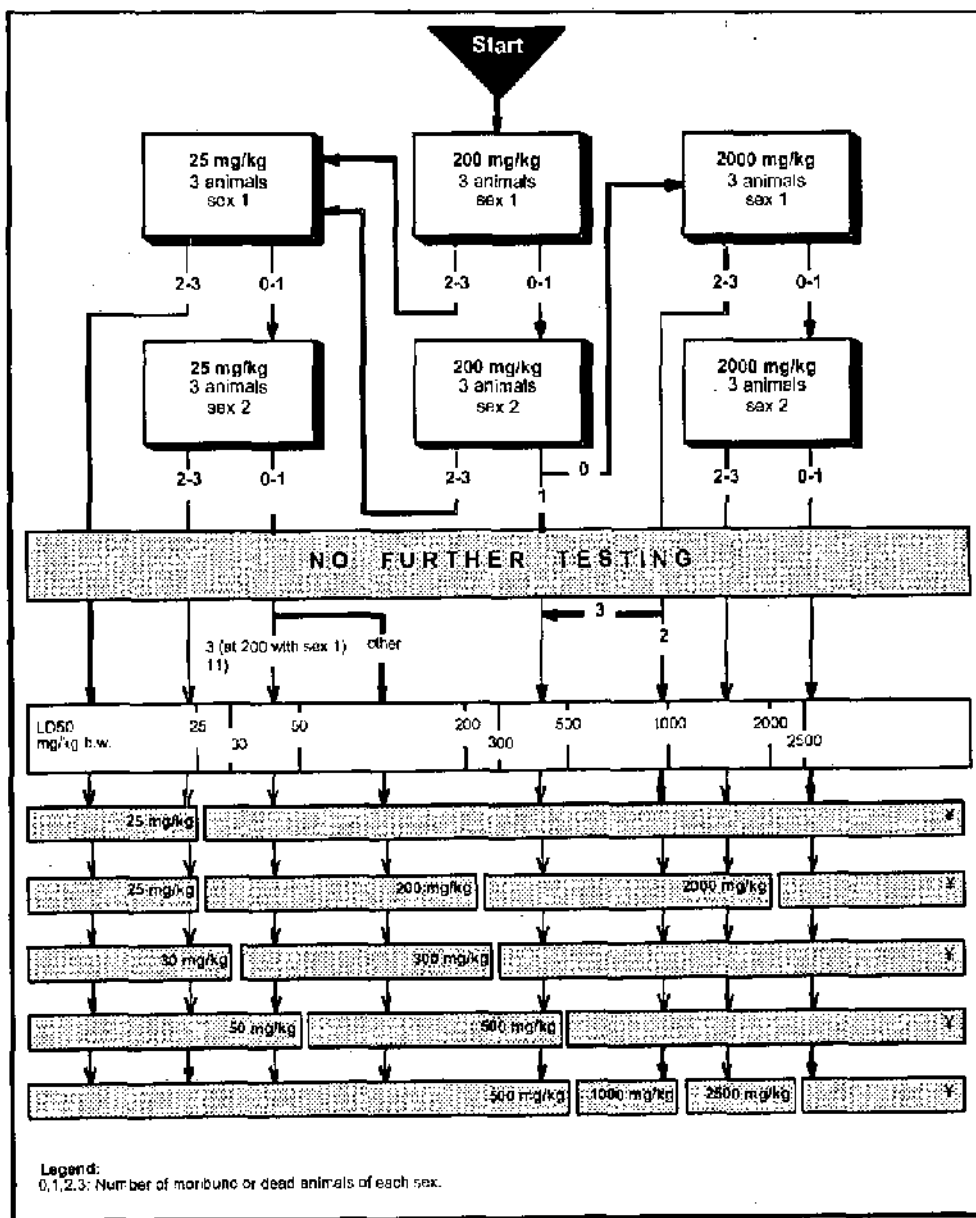 Start
25 mg/kg
3 animals
sex 1
200 mg/kg
3 animals
sex 1
2000 mg/kg
3 animals
sex 1
2-3
0-1
2-3
0-1
2-3
0-1
25 mg/kg
3 animals
sex 2
200 mg/kg
3 animals
sex 2
2000 mg/kg
3 animals
sex 2
2-3
0-1
2-3
1
0
2-3
0-1
NO FURTHER TESTING
3 (at 200 with sex 1)
11)
other
3
2
LD50
mg/kg b.w.
25
30
50
200
300
500
1000
2000
2500
25 mg/kg
¥
25 mg/kg
200 mg/kg
2000 mg/kg
¥
30 mg/kg
300 mg/kg
¥
50 mg/kg
500 mg/kg
¥
500 mg/kg
1000 mg/kg
2500 mg/kg
¥
Legend:
0,1,2,3: Number of moribund or dead animals of each sex.